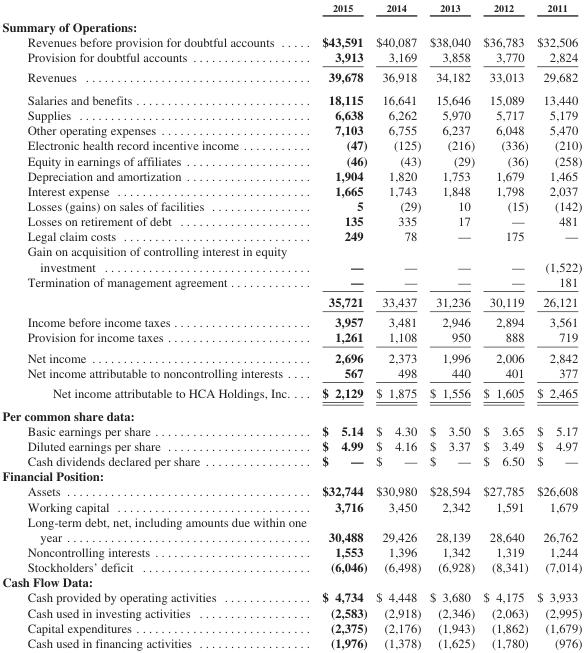 2015 2014 2013 2012 2011
Summary of Operations:
Revenues before provision for doubtful accounts ..... $43,591 $40,087 $38,040 $36,783 $32,506
Provision for doubtful accounts ..................... 3,913 3,169 3,858 3,770 2,824
Revenues ..................... 39,678 36,918 34,182 33,013 29,682
Salaries and benefits ..................... 18,115 16,641 15,646 15,089 13,440
Supplies ..................... 6,638 6,262 5,970 5,717 5,179
Other operating expenses ..................... 7,103 6,755 6,237 6,048 5,470
Electronic health record incentive income ........... (47) (125) (216) (336) (210)
Equity in earnings of affiliates ..................... (46) (43) (29) (36) (258)
Depreciation and amortization ..................... 1,904 1,820 1,753 1,679 1,465
Interest expense ..................... 1,665 1,743 1,848 1,798 2,037
Losses (gains) on sales of facilities ................ 5 (29) 10 (15) (142)
Losses on retirement of debt ..................... 135 335 17 — 481
Legal claim costs ..................... 249 78 — 175 —
Gain on acquisition of controlling interest in equity
investment ..................... — — — — (1,522)
Termination of management agreement ............. — — — — 181
35,721 33,437 31,236 30,119 26,121
Income before income taxes ..................... 3,957 3,481 2,946 2,894 3,561
Provision for income taxes ..................... 1,261 1,108 950 888 719
Net income ..................... 2,696 2,373 1,996 2,006 2,842
Net income attributable to noncontrolling interests .... 567 498 440 401 377
Net income attributable to HCA Holdings, Inc. .... $ 2,129 $ 1,875 $ 1,556 $ 1,605 $ 2,465
Per common share data:
Basic earnings per share ..................... $ 5.14 $ 4.30 $ 3.50 $ 3.65 $ 5.17
Diluted earnings per share ..................... $ 4.99 $ 4.16 $ 3.37 $ 3.49 $ 4.97
Cash dividends declared per share ................ $ — $ — $ — $ 6.50 $ —
Financial Position:
Assets ..................... $32,744 $30,980 $28,594 $27,785 $26,608
Working capital ..................... 3,716 3,450 2,342 1,591 1,679
Long-term debt, net, including amounts due within one
year ..................... 30,488 29,426 28,139 28,640 26,762
Noncontrolling interests ..................... 1,553 1,396 1,342 1,319 1,244
Stockholders' deficit ..................... (6,046) (6,498) (6,928) (8,341) (7,014)
Cash Flow Data:
Cash provided by operating activities .............. $ 4,734 $ 4,448 $ 3,680 $ 4,175 $ 3,933
Cash used in investing activities ................. (2,583) (2,918) (2,346) (2,063) (2,995)
Capital expenditures ..................... (2,375) (2,176) (1,943) (1,862) (1,679)
Cash used in financing activities ................. (1,976) (1,378) (1,625) (1,780) (976)